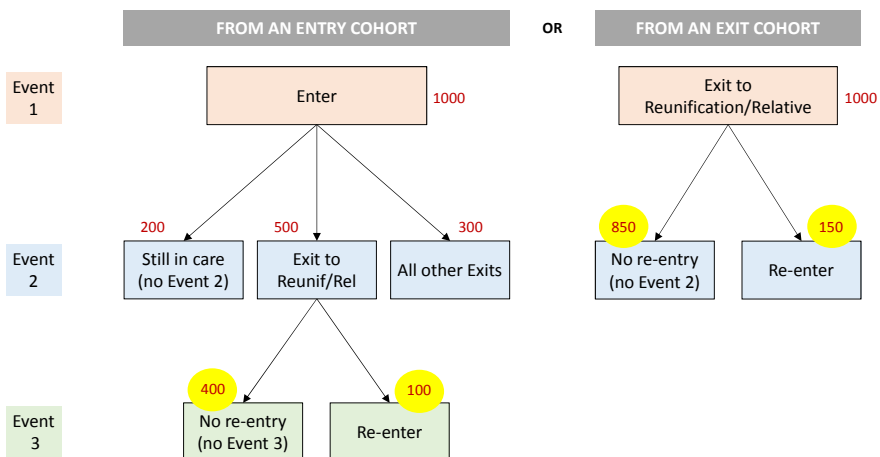 FROM AN ENTRY COHORT
OR
FROM AN EXIT COHORT
Event
1
Enter
1000
Exit to
Reunification/Relative
1000
200
500
300
850
150
Event
2
Still in care
(no Event 2)
Exit to
Reunif/Rel
All other Exits
No re-entry
(no Event 2)
Re-enter
400
100
Event
3
No re-entry
(no Event 3)
Re-enter